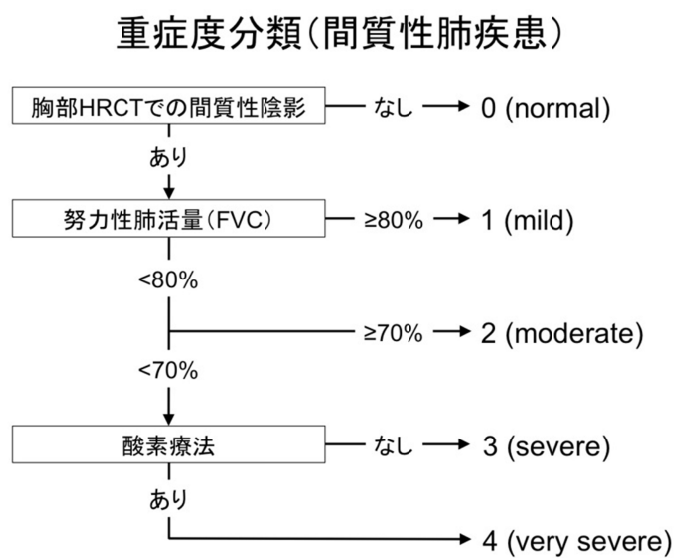 重症度分類（間質性肺疾患）
胸部HRCTでの間質性陰影
なし
0 (normal)
あり
努力性肺活量（FVC）
≥80%
1 (mild)
<80%
≥70%
2 (moderate)
<70%
酸素療法
なし
3 (severe)
あり
4 (very severe)